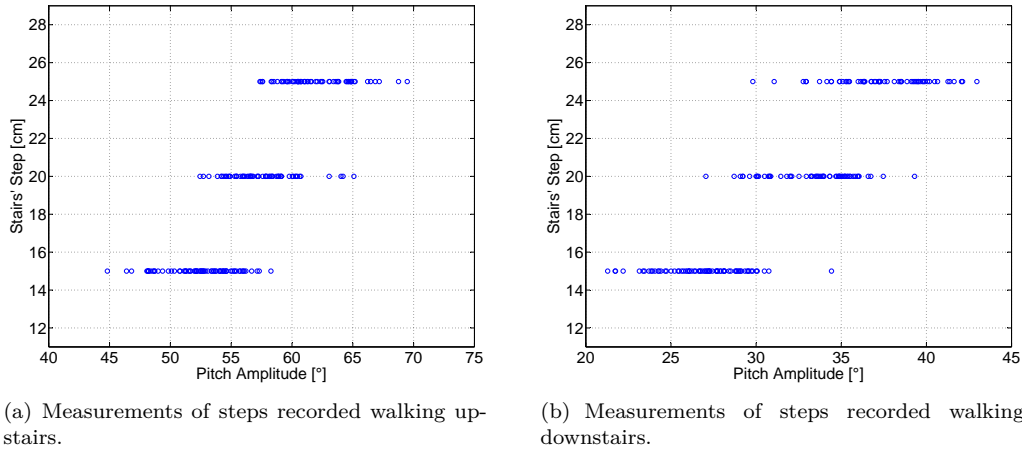 28
26
24
22
20
18
16
14
12
Stairs' Step [cm]
40 45 50 55 60 65 70 75
Pitch Amplitude [°]
(a) Measurements of steps recorded walking up-
stairs.
28
26
24
22
20
18
16
14
12
Stairs' Step [cm]
20 25 30 35 40 45
Pitch Amplitude [°]
(b) Measurements of steps recorded walking
downstairs.